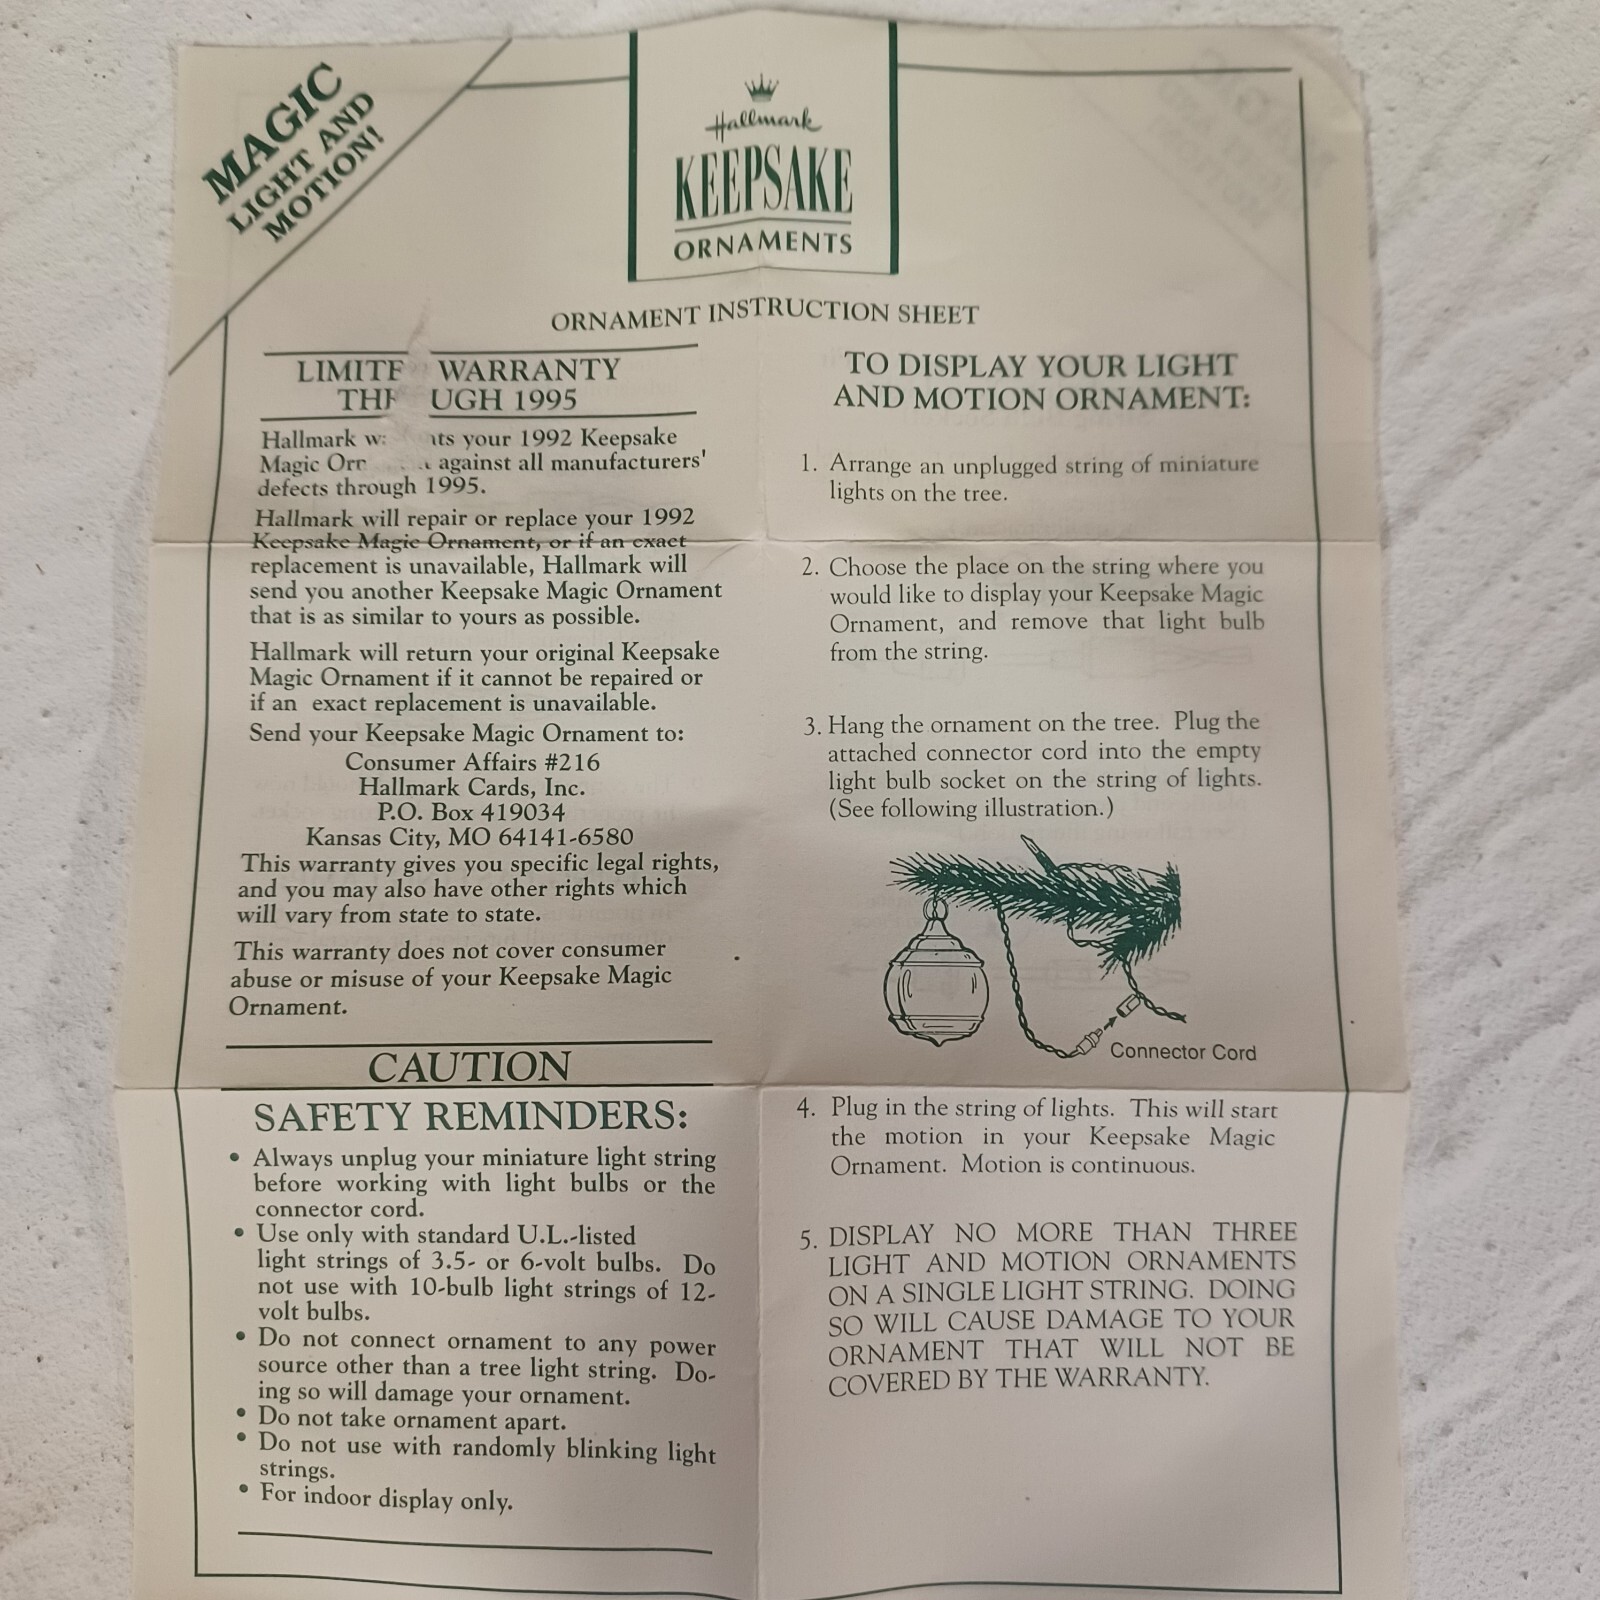 MAGIC
LIGHT AND
MOTION!
Hallmark
KEEPSAKE
ORNAMENTS
ORNAMENT INSTRUCTION SHEET
LIMITE WARRANTY
TH UGH 1995
Hallmark w ts your 1992 Keepsake
Magic Or against all manufacturers'
defects through 1995.
Hallmark will repair or replace your 1992
Keepsake Magic Ornament, or if an exact
replacement is unavailable, Hallmark will
send you another Keepsake Magic Ornament
that is as similar to yours as possible.
Hallmark will return your original Keepsake
Magic Ornament if it cannot be repaired or
if an exact replacement is unavailable.
Send your Keepsake Magic Ornament to:
Consumer Affairs #216
Hallmark Cards, Inc.
P.O. Box 419034
Kansas City, MO 64141-6580
This warranty gives you specific legal rights,
and you may also have other rights which
will vary from state to state.
This warranty does not cover consumer
abuse or misuse of your Keepsake Magic
Ornament.
CAUTION
SAFETY REMINDERS:
• Always unplug your miniature light string
before working with light bulbs or the
connector cord.
• Use only with standard U.L.-listed
light strings of 3.5- or 6-volt bulbs. Do
not use with 10-bulb light strings of 12-
volt bulbs.
• Do not connect ornament to any power
source other than a tree light string. Do-
ing so will damage your ornament.
• Do not take ornament apart.
• Do not use with randomly blinking light
strings.
• For indoor display only.
TO DISPLAY YOUR LIGHT
AND MOTION ORNAMENT:
1. Arrange an unplugged string of miniature
lights on the tree.
2. Choose the place on the string where you
would like to display your Keepsake Magic
Ornament, and remove that light bulb
from the string.
3. Hang the ornament on the tree. Plug the
attached connector cord into the empty
light bulb socket on the string of lights.
(See following illustration.)
Connector Cord
4. Plug in the string of lights. This will start
the motion in your Keepsake Magic
Ornament. Motion is continuous.
5. DISPLAY NO MORE THAN THREE
LIGHT AND MOTION ORNAMENTS
ON A SINGLE LIGHT STRING. DOING
SO WILL CAUSE DAMAGE TO YOUR
ORNAMENT THAT WILL NOT BE
COVERED BY THE WARRANTY.